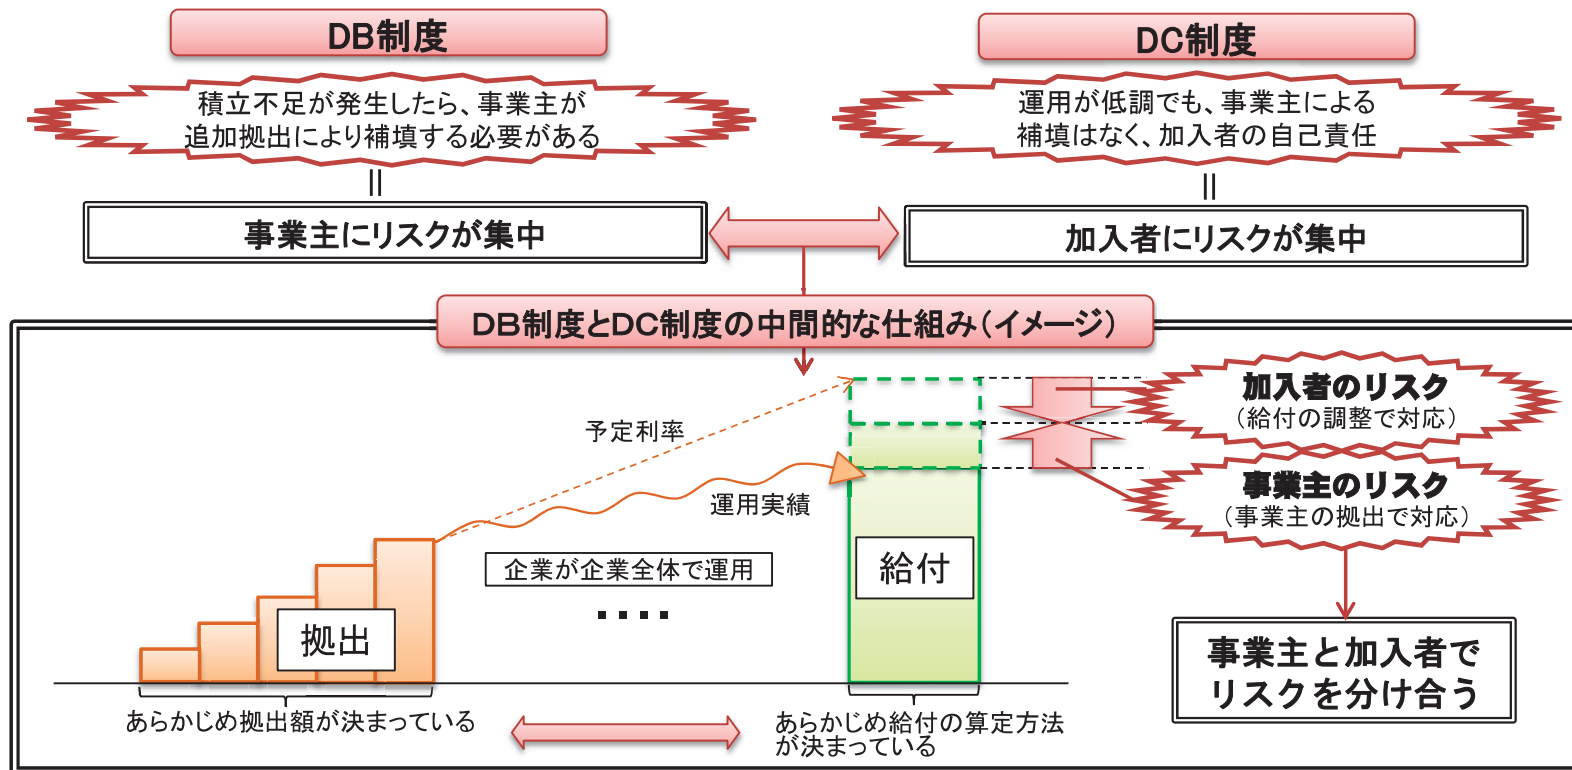 DB制度
DC制度
積立不足が発生したら、事業主が
追加拠出により補填する必要がある
運用が低調でも、事業主による
補填はなく、加入者の自己責任
事業主にリスクが集中
加入者にリスクが集中
DB制度とDC制度の中間的な仕組み(イメージ)
加入者のリスク
(給付の調整で対応)
予定利率
事業主のリスク
(事業主の拠出で対応)
運用実績
企業が企業全体で運用
給付
拠出
事業主と加入者で
リスクを分け合う
あらかじめ拠出額が決まっている
あらかじめ給付の算定方法
が決まっている